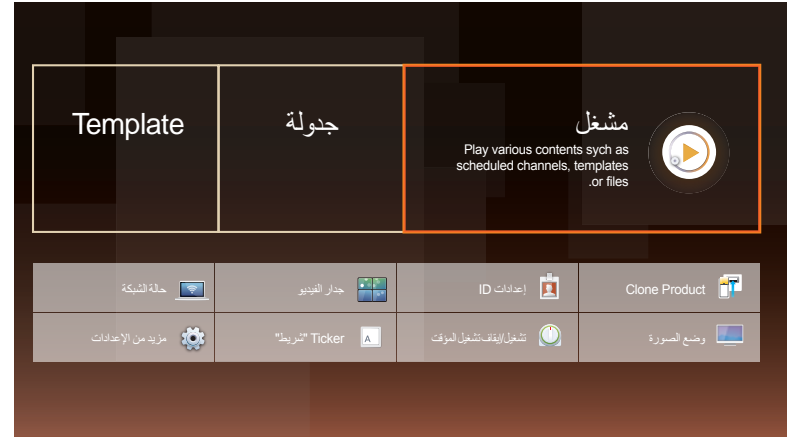 مشغل
Play various contents sych as
scheduled channels, templates
or files.
جدولة
Template
Clone Product
إعدادات ID
جدار الفيديو
حالة الشبكة
وضع الصورة
تشغيل/إيقاف تشغيل المؤقت
Ticker "شريط"
A
مزيد من الإعدادات